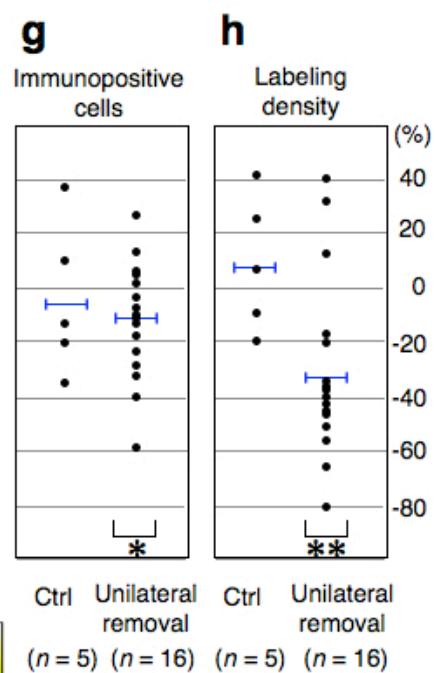 g
h
Immunopositive
cells
Labeling
density
(%)
40
20
0
-20
-40
-60
-80
*
**
Ctrl
Unilateral
removal
Ctrl
Unilateral
removal
(n = 5)
(n = 16)
(n = 5)
(n = 16)